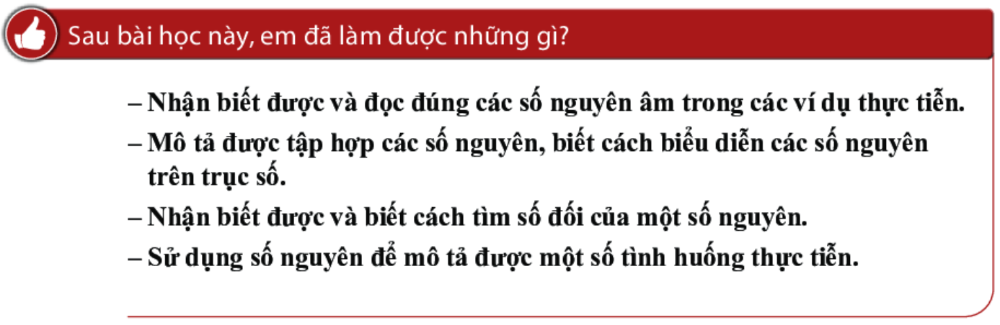 Sau bài học này, em đã làm được những gì?
– Nhận biết được và đọc đúng các số nguyên âm trong các ví dụ thực tiễn.
– Mô tả được tập hợp các số nguyên, biết cách biểu diễn các số nguyên
trên trục số.
– Nhận biết được và biết cách tìm số đối của một số nguyên.
– Sử dụng số nguyên để mô tả được một số tình huống thực tiễn.